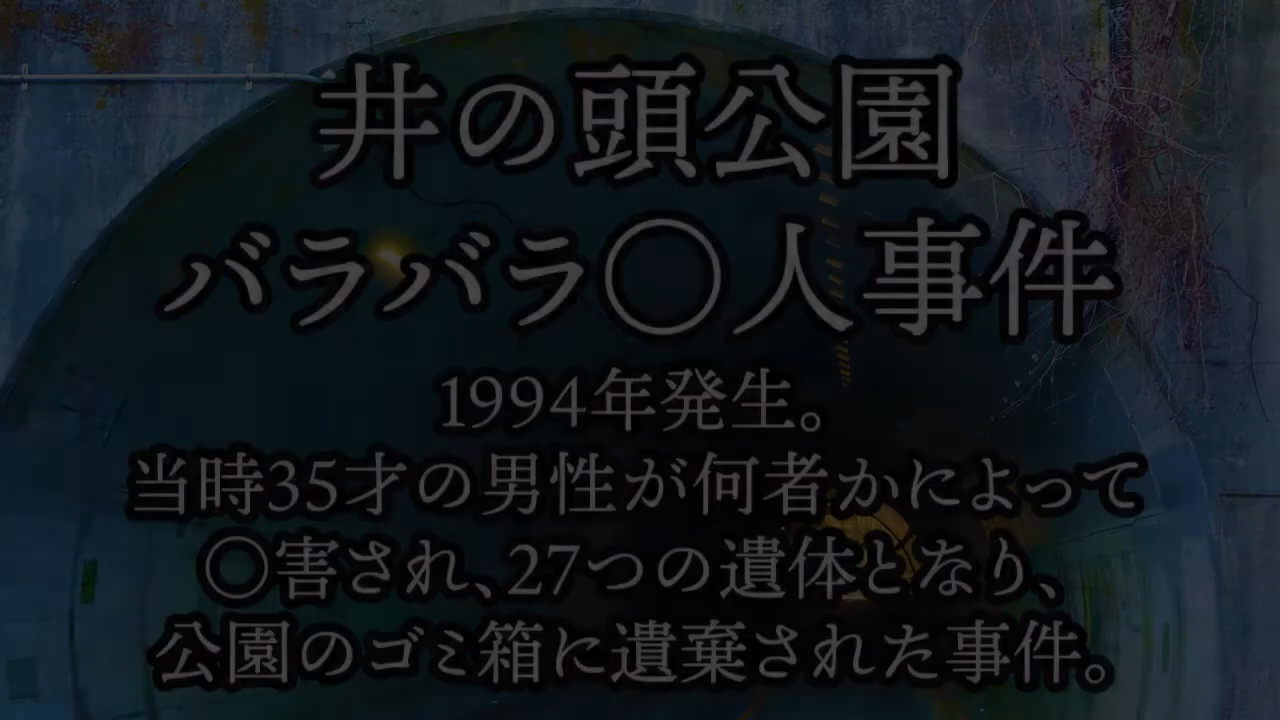 井の頭公園
バラバラ〇人事件
1994年発生。
当時35才の男性が何者かによって
〇害され、27つの遺体となり、
公園のゴミ箱に遺棄された事件。